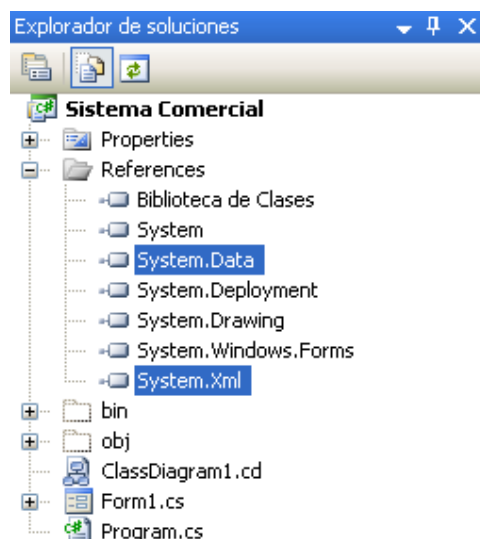 Explorador de soluciones
Sistema Comercial
Properties
References
Biblioteca de Clases
System
System.Data
System.Deployment
System.Drawing
System.Windows.Forms
System.Xml
bin
obj
ClassDiagram1.cd
Form1.cs
Program.cs